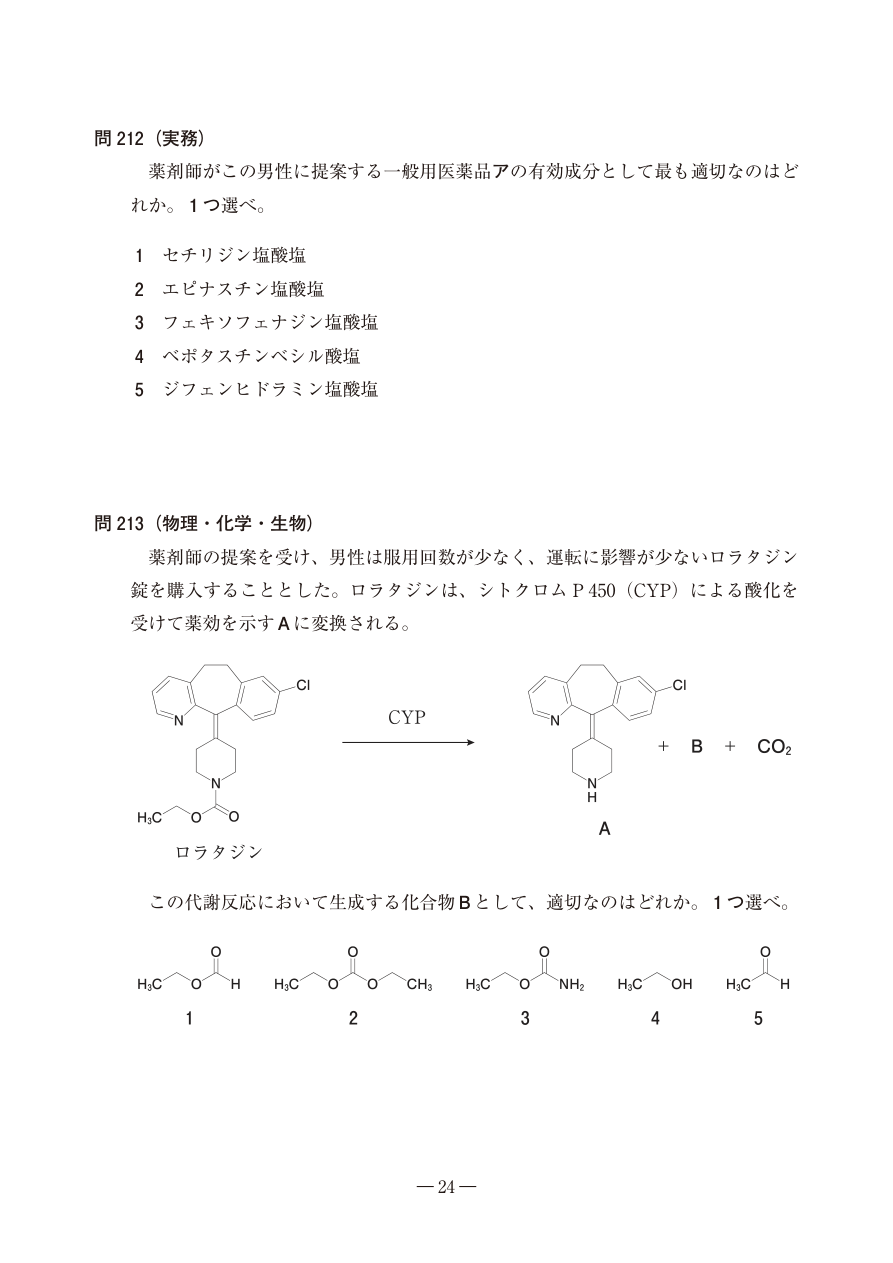 問 212（実務）
薬剤師がこの男性に提案する一般用医薬品アの有効成分として最も適切なのはど
れか。1つ選べ。
1 セチリジン塩酸塩
2 エピナスチン塩酸塩
3 フェキソフェナジン塩酸塩
4 ベポタスチンベシル酸塩
5 ジフェンヒドラミン塩酸塩
問 213（物理・化学・生物）
薬剤師の提案を受け、男性は服用回数が少なく、運転に影響が少ないロラタジン
錠を購入することとした。ロラタジンは、シトクロム P 450（CYP）による酸化を
受けて薬効を示す A に変換される。
Cl
N
N
H₃C O O
ロラタジン
CYP
Cl
N
N
H
A
+ B + CO₂
この代謝反応において生成する化合物 B として、適切なのはどれか。1つ選べ。
O
H₃C O H
1
O
H₃C O O CH₃
2
O
H₃C O NH₂
3
H₃C OH
4
O
H₃C H
5
― 24 ―